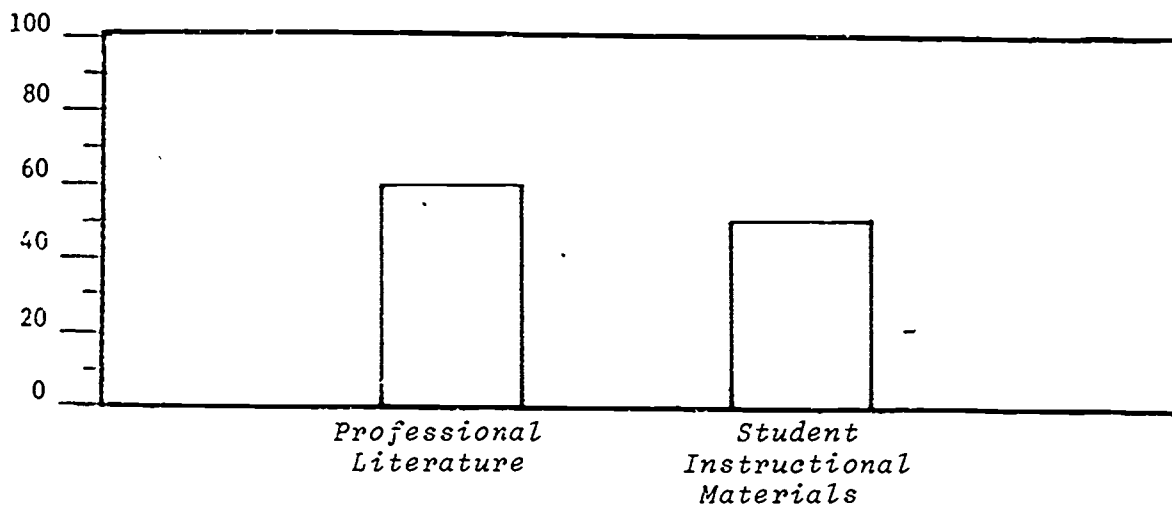 100
80
60
40
20
0
Professional
Literature
Student
Instructional
Materials